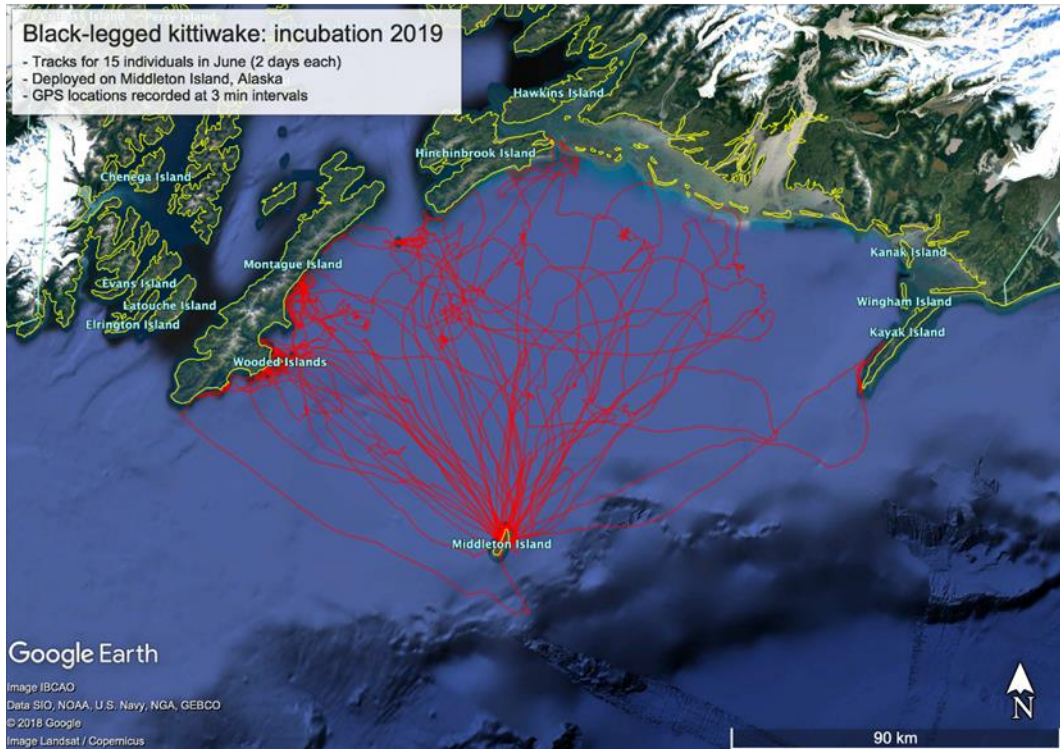 Black-legged kittiwake: incubation 2019
- Tracks for 15 individuals in June (2 days each)
- Deployed on Middleton Island, Alaska
- GPS locations recorded at 3 min intervals
Hawkins Island
Hinchinbrook Island
Chenega Island
Montague Island
Kanak Island
Evans Island
Latouche Island
Wingham Island
Elrington Island
Kayak Island
Wooded Islands
Middleton Island
Google Earth
Image IBCAO
Data SIO, NOAA, U.S. Navy, NGA, GEBCO
© 2018 Google
Image Landsat / Copernicus
N
90 km